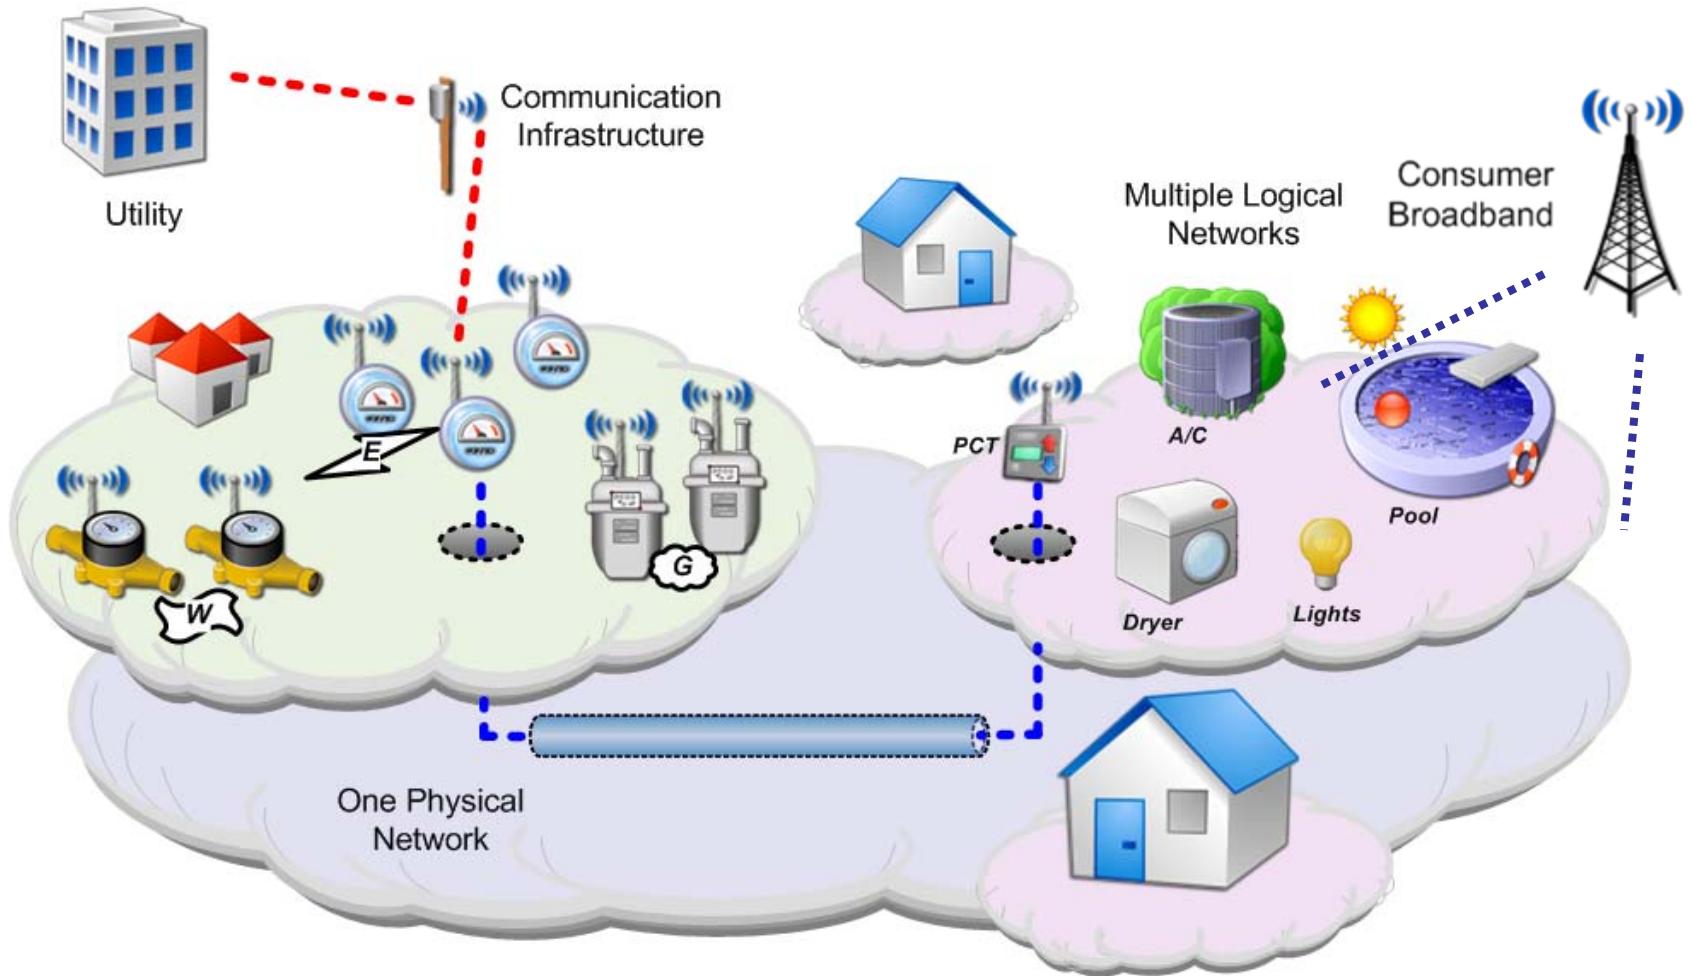 Communication
Infrastructure
Utility
Multiple Logical
Networks
Consumer
Broadband
PCT
A/C
Pool
E
G
W
Dryer
Lights
One Physical
Network